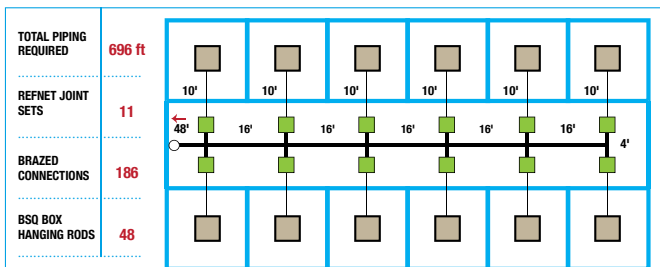 TOTAL PIPING
REQUIRED
696 ft
REFNET JOINT
SETS
11
BRAZED
CONNECTIONS
186
BSQ BOX
HANGING RODS
48
10' 10' 10' 10' 10' 10'
48' 16' 16' 16' 16' 16'
4'